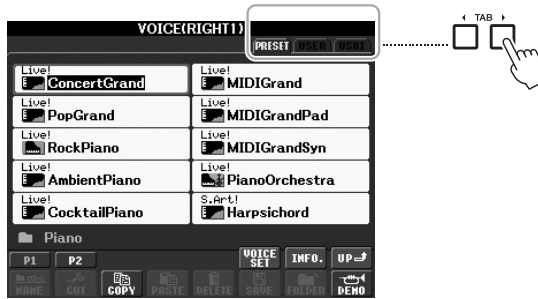 VOICE(RIGHT1)
TAB
PRESET USER USB1
Live!
ConcertGrand
Live!
MIDIGrand
Live!
PopGrand
Live!
MIDIGrandPad
Live!
RockPiano
Live!
MIDIGrandSyn
Live!
AmbientPiano
Live!
PianoOrchestra
Live!
CocktailPiano
S.Art!
Harpsichord
Piano
P1 P2 VOICE SET INFO. UP
NAME CUT COPY PASTE DELETE SAVE FOLDER DEMO